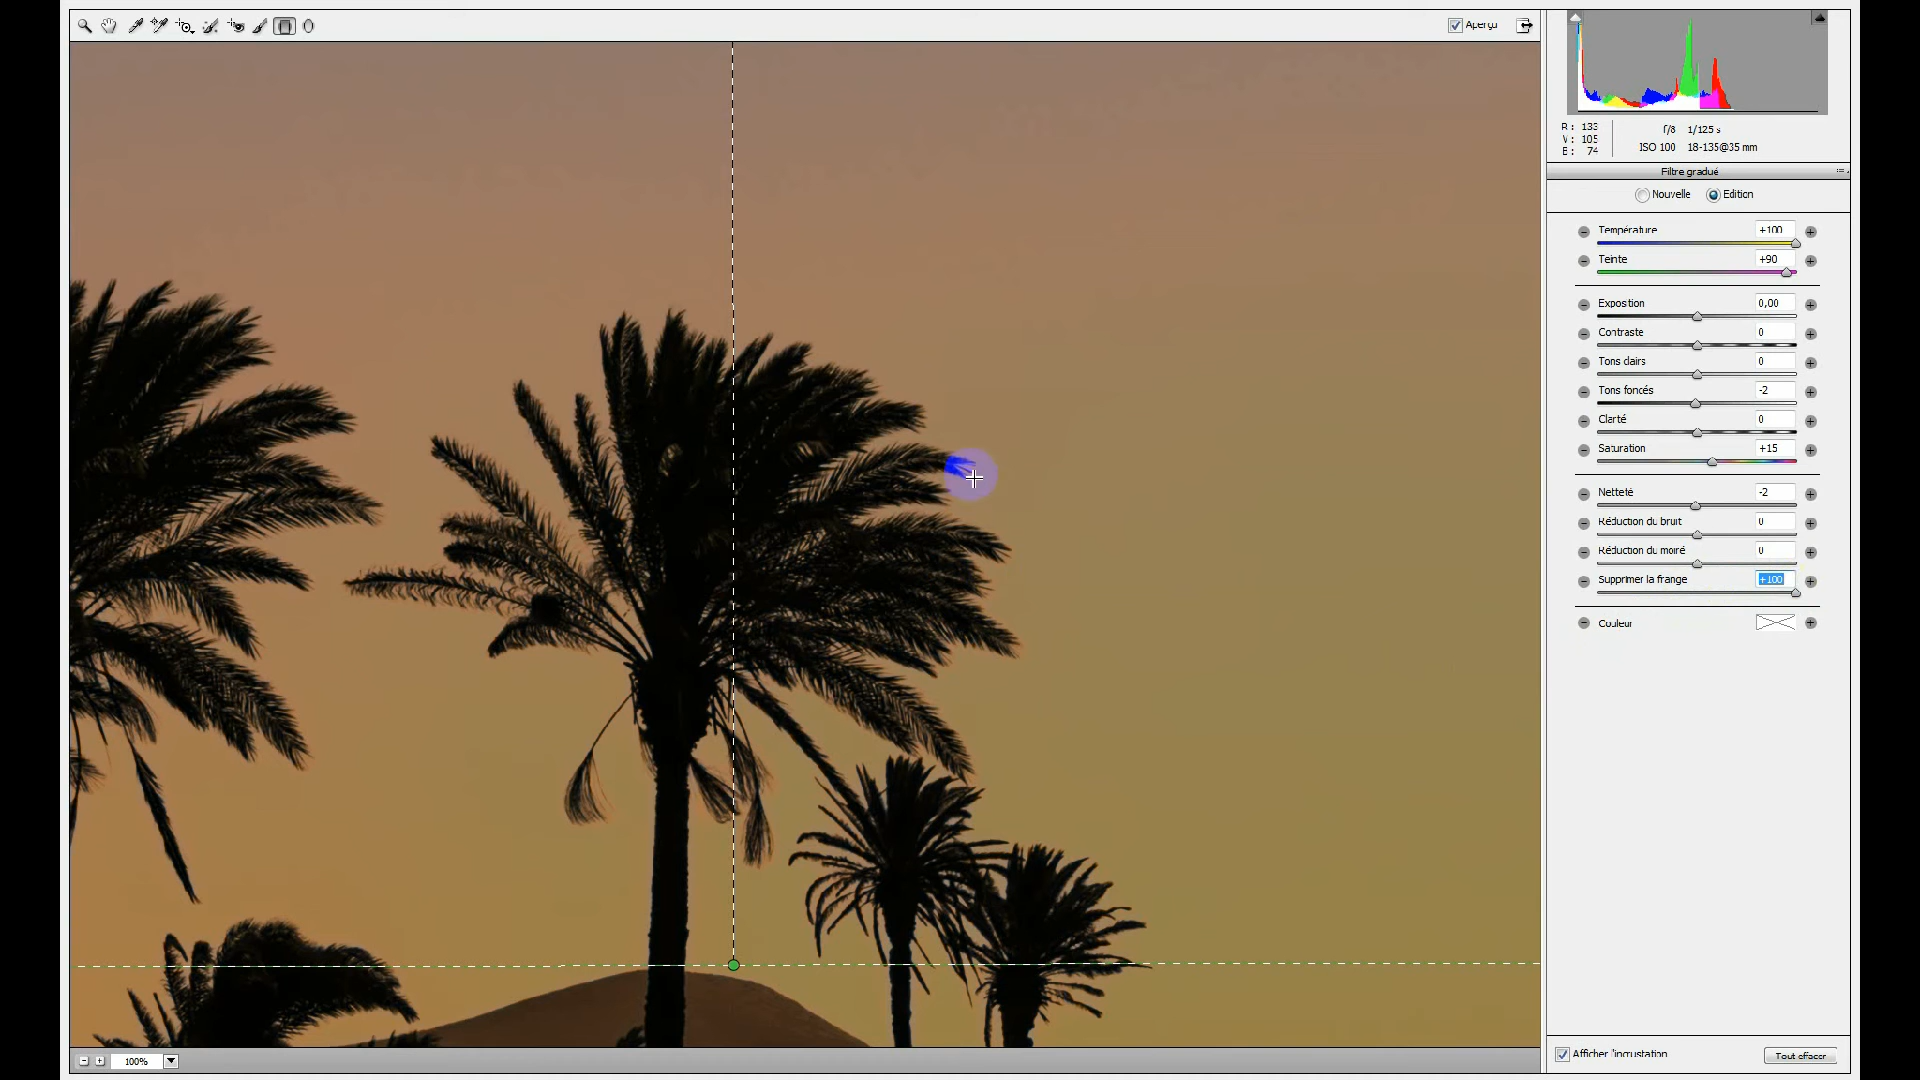 Aperçu
R: 133
V: 105
B: 74
f/8 1/125 s
ISO 100 18-135@35 mm
Filtre gradué
Nouvelle Edition
Température +100
Teinte +90
Exposition 0,00
Contraste 0
Tons clairs 0
Tons foncés -2
Clarté 0
Saturation +15
Netteté -2
Réduction du bruit 0
Réduction du moiré 0
Supprimer la frange +100
Couleur
100%
Afficher l'incrustation Tout effacer